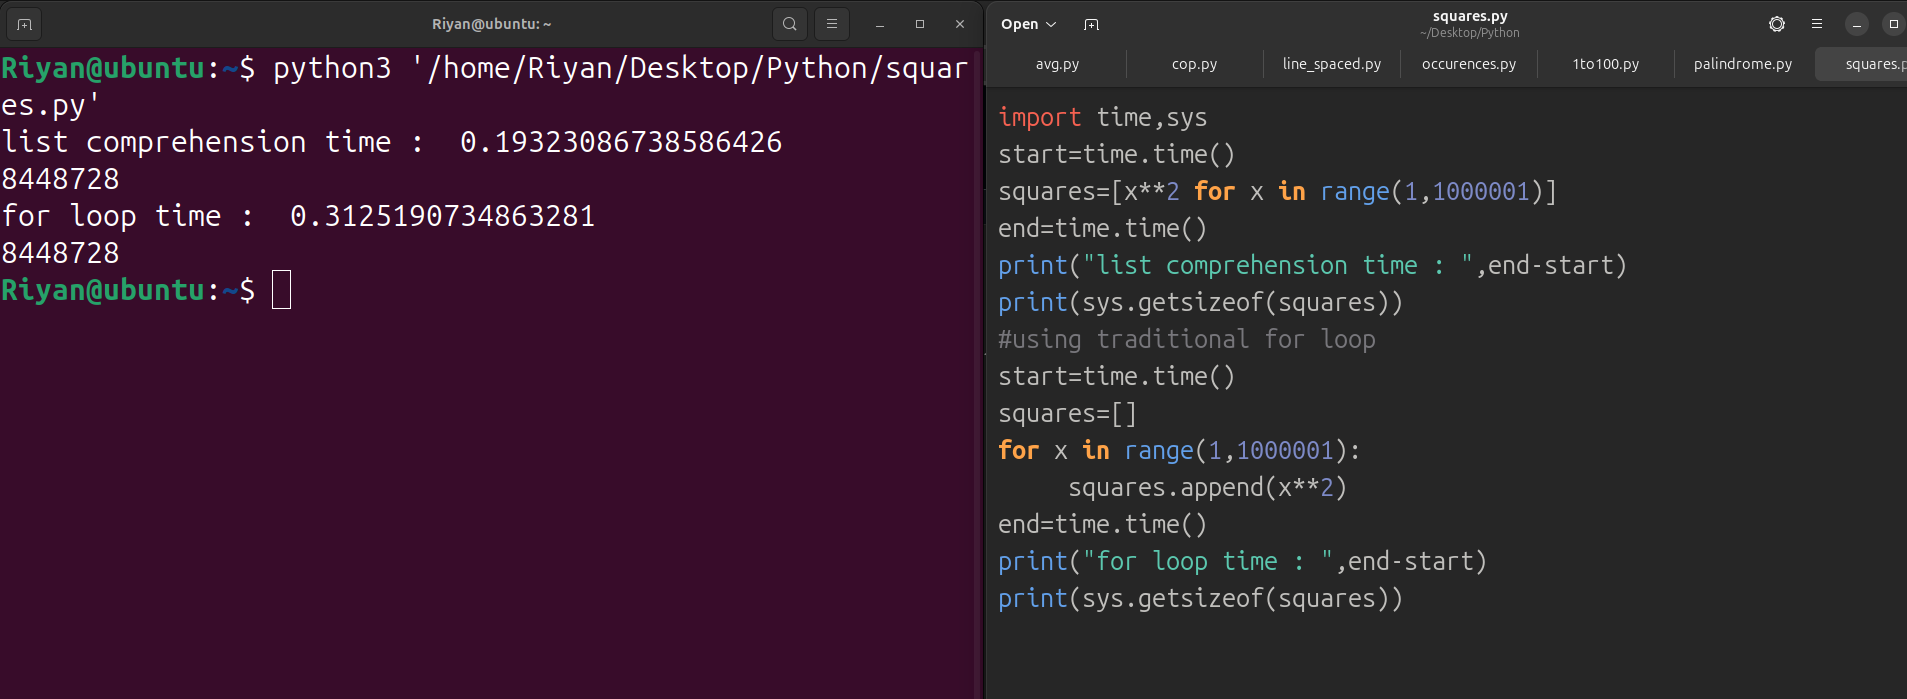 Riyan@ubuntu: ~
Riyan@ubuntu:~$ python3 '/home/Riyan/Desktop/Python/squar
es.py'
list comprehension time :  0.19323086738586426
8448728
for loop time :  0.3125190734863281
8448728
Riyan@ubuntu:~$
Open
squares.py
~/Desktop/Python
avg.py
cop.py
line_spaced.py
occurences.py
1to100.py
palindrome.py
squares.p
import time,sys
start=time.time()
squares=[x**2 for x in range(1,1000001)]
end=time.time()
print("list comprehension time : ",end-start)
print(sys.getsizeof(squares))
#using traditional for loop
start=time.time()
squares=[]
for x in range(1,1000001):
     squares.append(x**2)
end=time.time()
print("for loop time : ",end-start)
print(sys.getsizeof(squares))